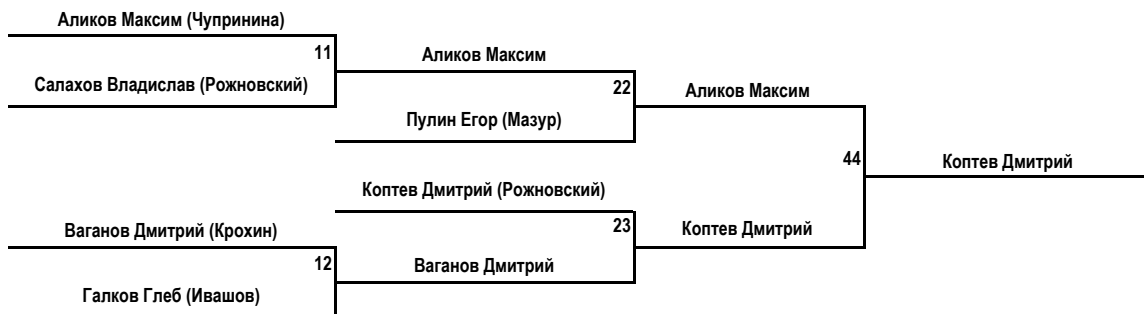 Аликов Максим (Чупринина)
11
Аликов Максим
Салахов Владислав (Рожновский)
22
Аликов Максим
Пулин Егор (Мазур)
44
Коптев Дмитрий
Коптев Дмитрий (Рожновский)
23
Коптев Дмитрий
Ваганов Дмитрий (Крохин)
12
Ваганов Дмитрий
Галков Глеб (Ивашов)